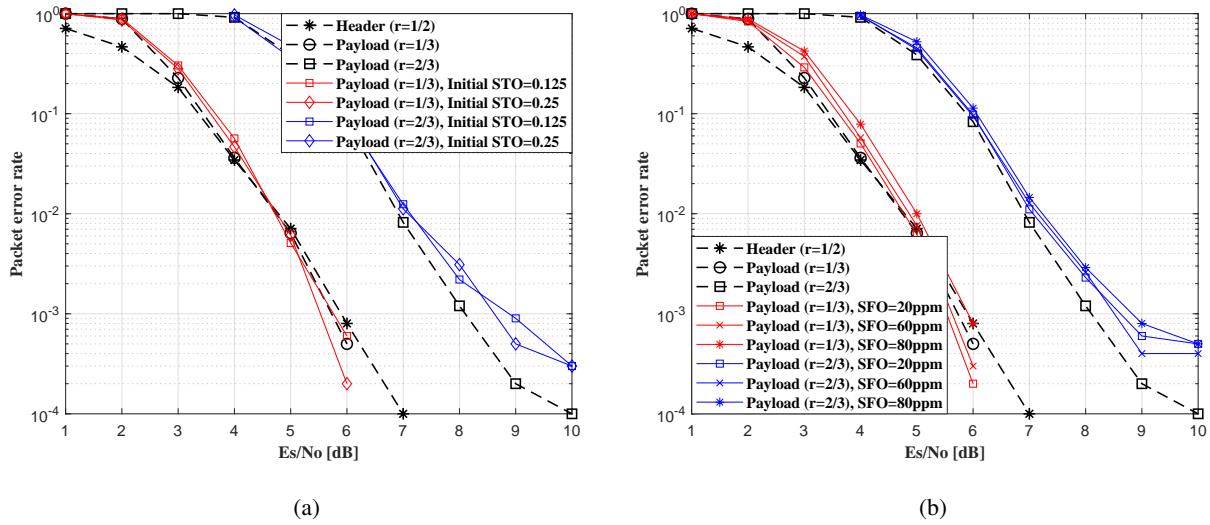 10^0
10^-1
10^-2
10^-3
10^-4
Packet error rate
1 2 3 4 5 6 7 8 9 10
Es/No [dB]
Header (r=1/2)
Payload (r=1/3)
Payload (r=2/3)
Payload (r=1/3), Initial STO=0.125
Payload (r=1/3), Initial STO=0.25
Payload (r=2/3), Initial STO=0.125
Payload (r=2/3), Initial STO=0.25
(a)
10^0
10^-1
10^-2
10^-3
10^-4
Packet error rate
1 2 3 4 5 6 7 8 9 10
Es/No [dB]
Header (r=1/2)
Payload (r=1/3)
Payload (r=2/3)
Payload (r=1/3), SFO=20ppm
Payload (r=1/3), SFO=60ppm
Payload (r=1/3), SFO=80ppm
Payload (r=2/3), SFO=20ppm
Payload (r=2/3), SFO=60ppm
Payload (r=2/3), SFO=80ppm
(b)